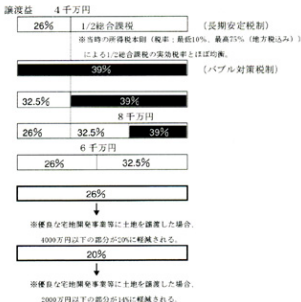 譲渡益 4千万円
26% 1/2総合課税 (長期安定税制)
※当時の所得税本則(税率:最低10%、最高75%(地方税込み))
による1/2総合課税の実効税率とほぼ均衡。
39% (バブル対策税制)
32.5% 39%
8千万円
26% 32.5% 39%
6千万円
26% 32.5%
26%
※優良な宅地開発事業等に土地を譲渡した場合、
4000万円以下の部分が20%に軽減される。
20%
※優良な宅地開発事業等に土地を譲渡した場合、
2000万円以下の部分が14%に軽減される。